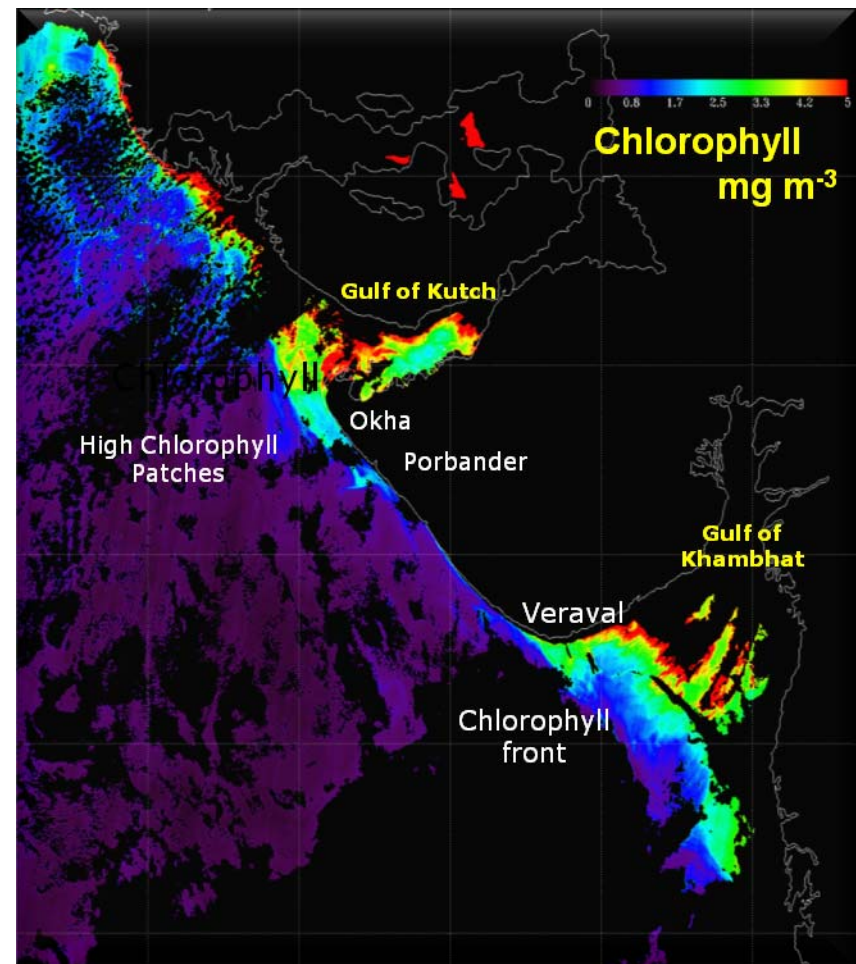 0 0.8 1.7 2.5 3.3 4.2 5
Chlorophyll
mg m-3
Gulf of Kutch
Chlorophyll
Okha
High Chlorophyll
Patches
Porbander
Gulf of
Khambhat
Veraval
Chlorophyll
front